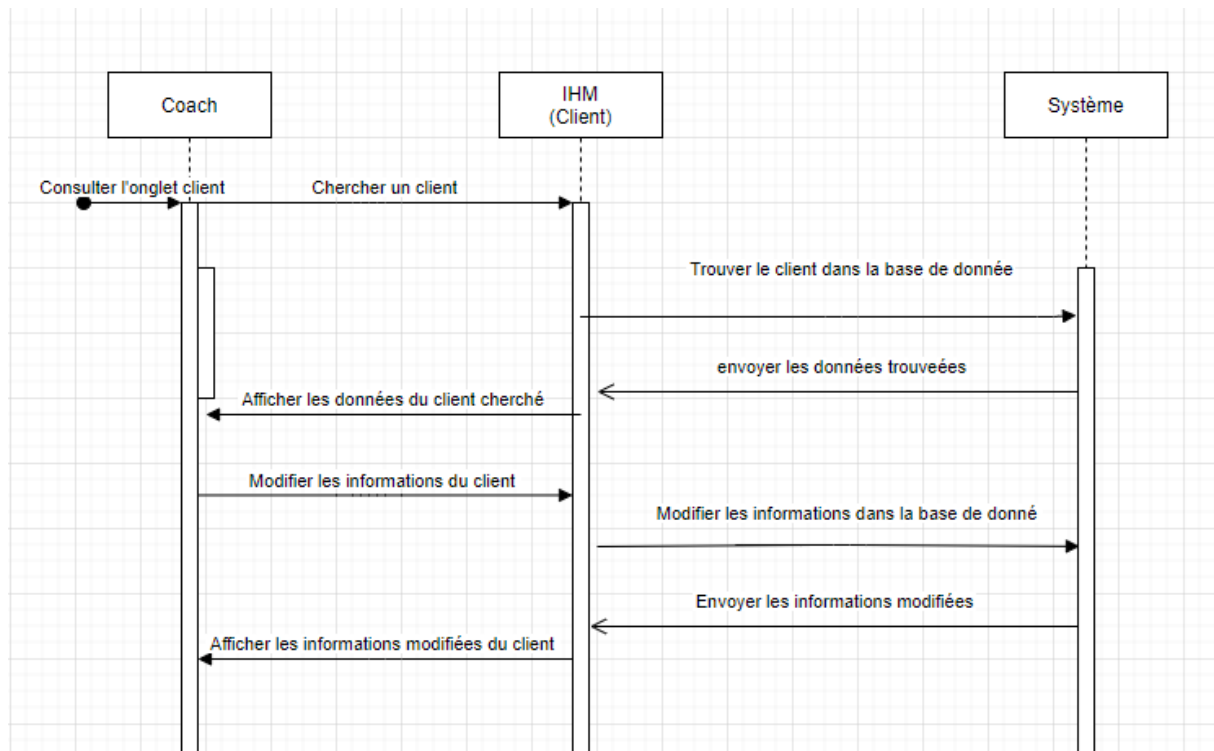 Coach
IHM
(Client)
Système
Consulter l'onglet client
Chercher un client
Trouver le client dans la base de donnée
envoyer les données trouveées
Afficher les données du client cherché
Modifier les informations du client
Modifier les informations dans la base de donné
Envoyer les informations modifiées
Afficher les informations modifiées du client